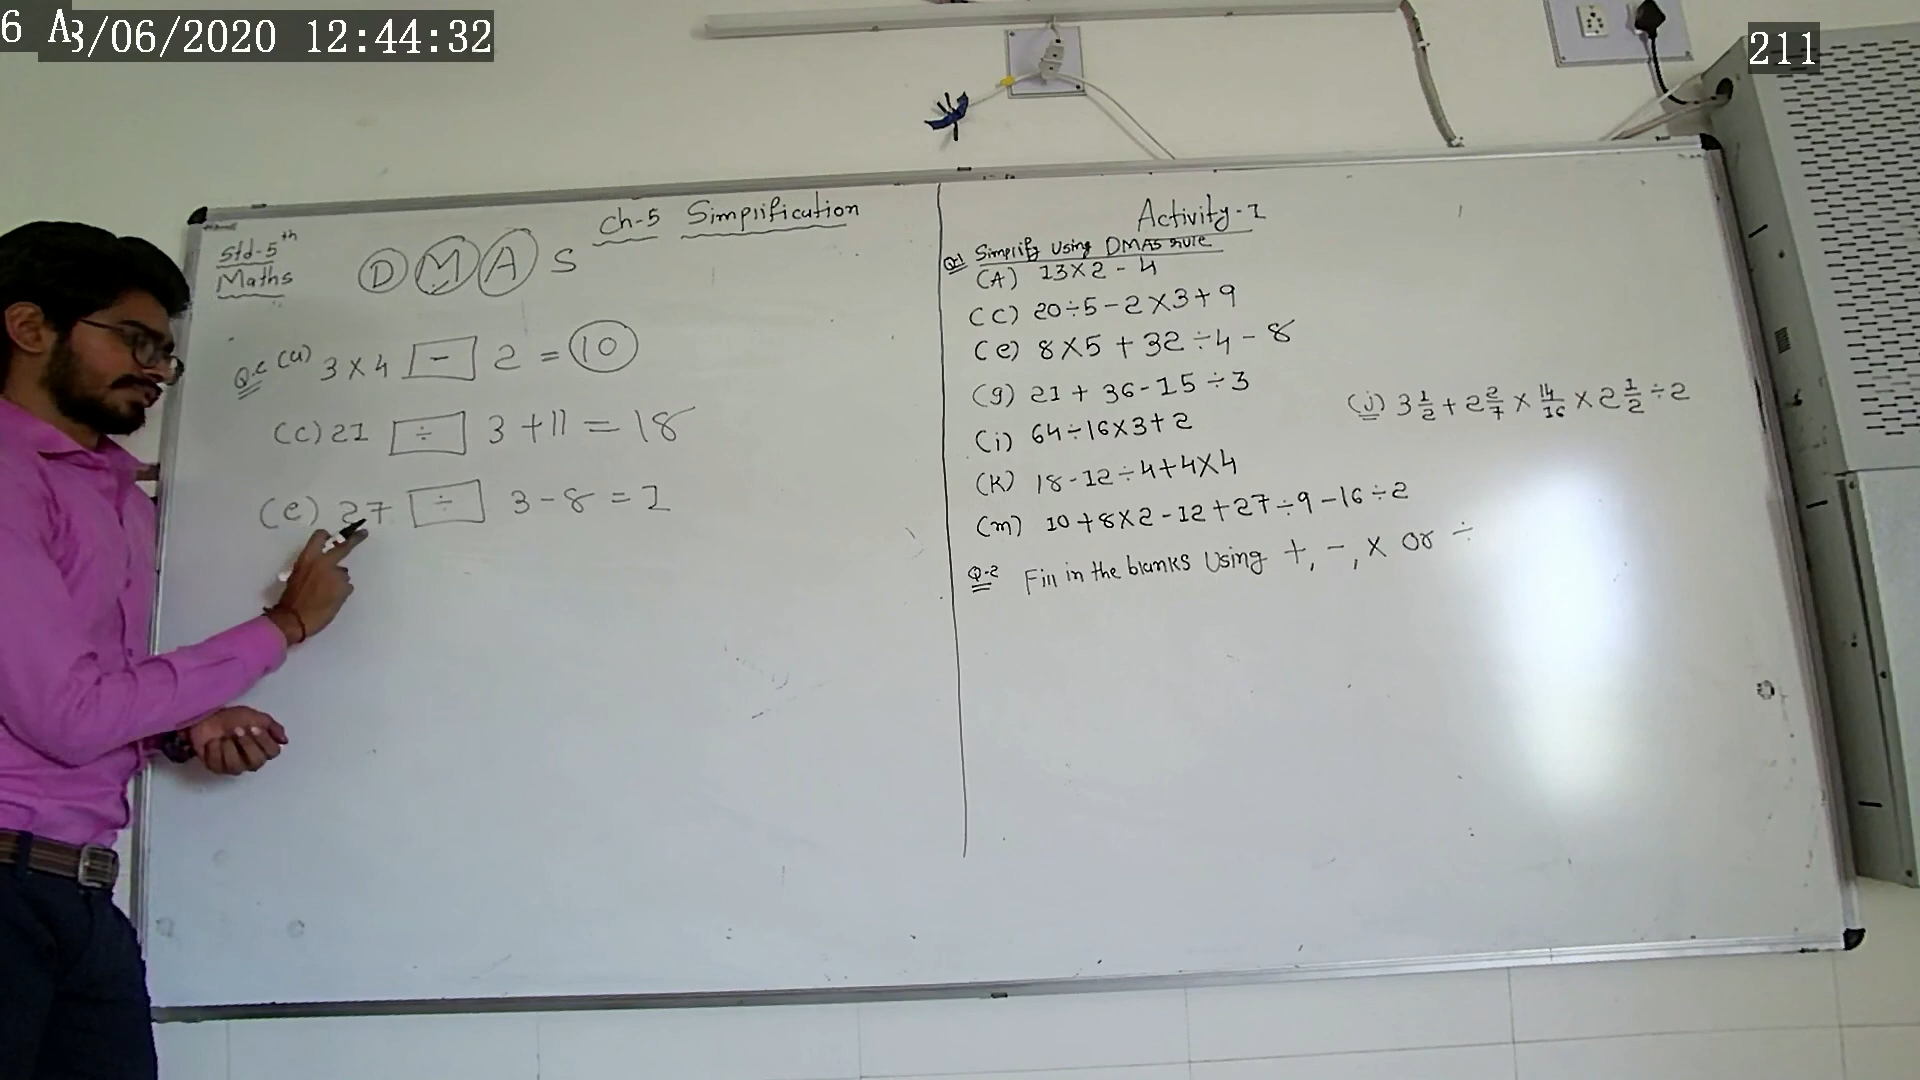 6 A
3/06/2020 12:44:32
211
Std-5th
Maths
Ch-5 Simplification
D M A S
Q.2 (a) 3 × 4 - 2 = 10
(c) 21 ÷ 3 + 11 = 18
(e) 27 ÷ 3 - 8 = 1
Activity-1
Q.1 Simplify using DMAS rule
(A) 13×2 - 4
(c) 20÷5-2×3+9
(e) 8×5 + 32÷4-8
(g) 21 + 36-15÷3
(i) 64÷16×3+2
(j) 3 1/2 + 2 2/7 × 14/16 × 2 1/2 ÷ 2
(K) 18-12÷4+4×4
(m) 10+8×2-12+27÷9-16÷2
Q-2 Fill in the blanks Using +, -, × Or ÷